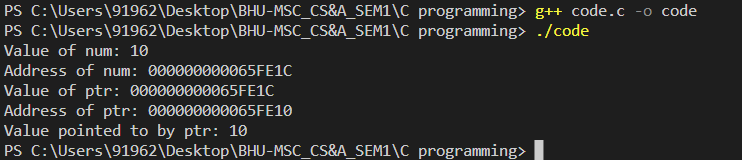 PS C:\Users\91962\Desktop\BHU-MSC_CS&A_SEM1\C programming> g++ code.c -o code
PS C:\Users\91962\Desktop\BHU-MSC_CS&A_SEM1\C programming> ./code
Value of num: 10
Address of num: 000000000065FE1C
Value of ptr: 000000000065FE1C
Address of ptr: 000000000065FE10
Value pointed to by ptr: 10
PS C:\Users\91962\Desktop\BHU-MSC_CS&A_SEM1\C programming>